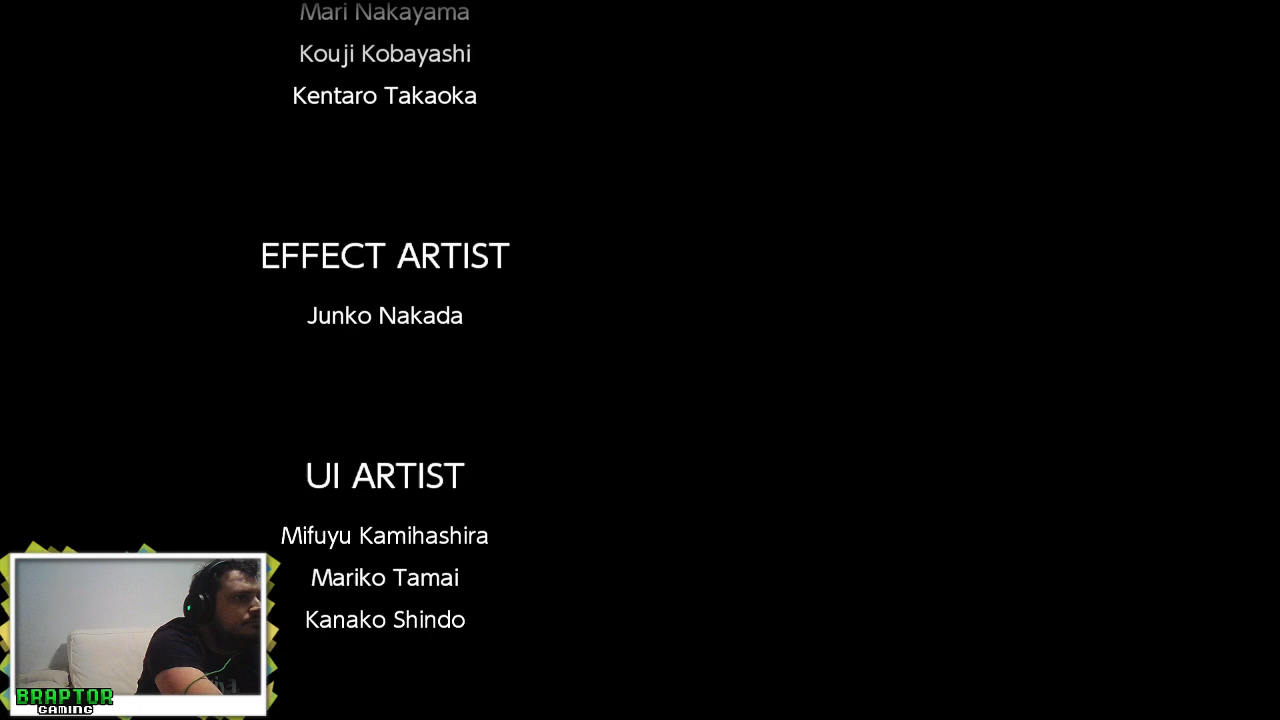 Mari Nakayama
Kouji Kobayashi
Kentaro Takaoka
EFFECT ARTIST
Junko Nakada
UI ARTIST
Mifuyu Kamihashira
Mariko Tamai
Kanako Shindo
BRAPTOR
GAMING